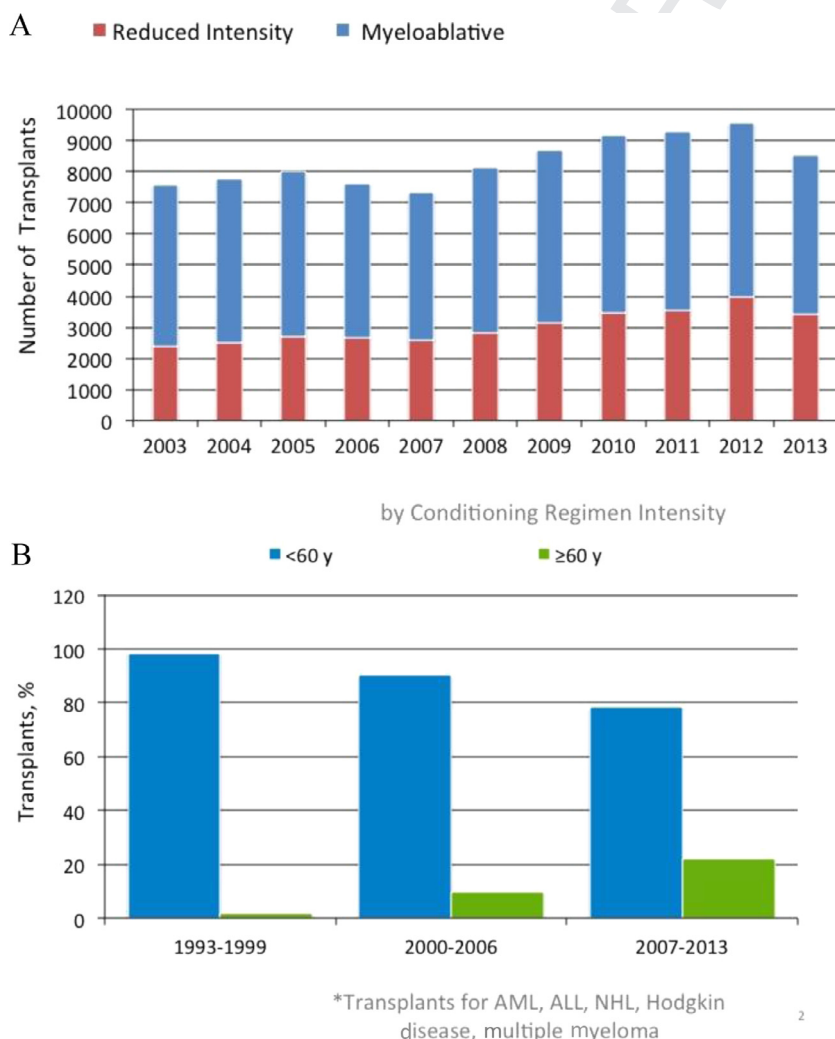 A
Reduced Intensity Myeloablative
Number of Transplants
10000
9000
8000
7000
6000
5000
4000
3000
2000
1000
0
2003 2004 2005 2006 2007 2008 2009 2010 2011 2012 2013
by Conditioning Regimen Intensity
B
<60 y ≥60 y
Transplants, %
120
100
80
60
40
20
0
1993-1999 2000-2006 2007-2013
*Transplants for AML, ALL, NHL, Hodgkin
disease, multiple myeloma
2